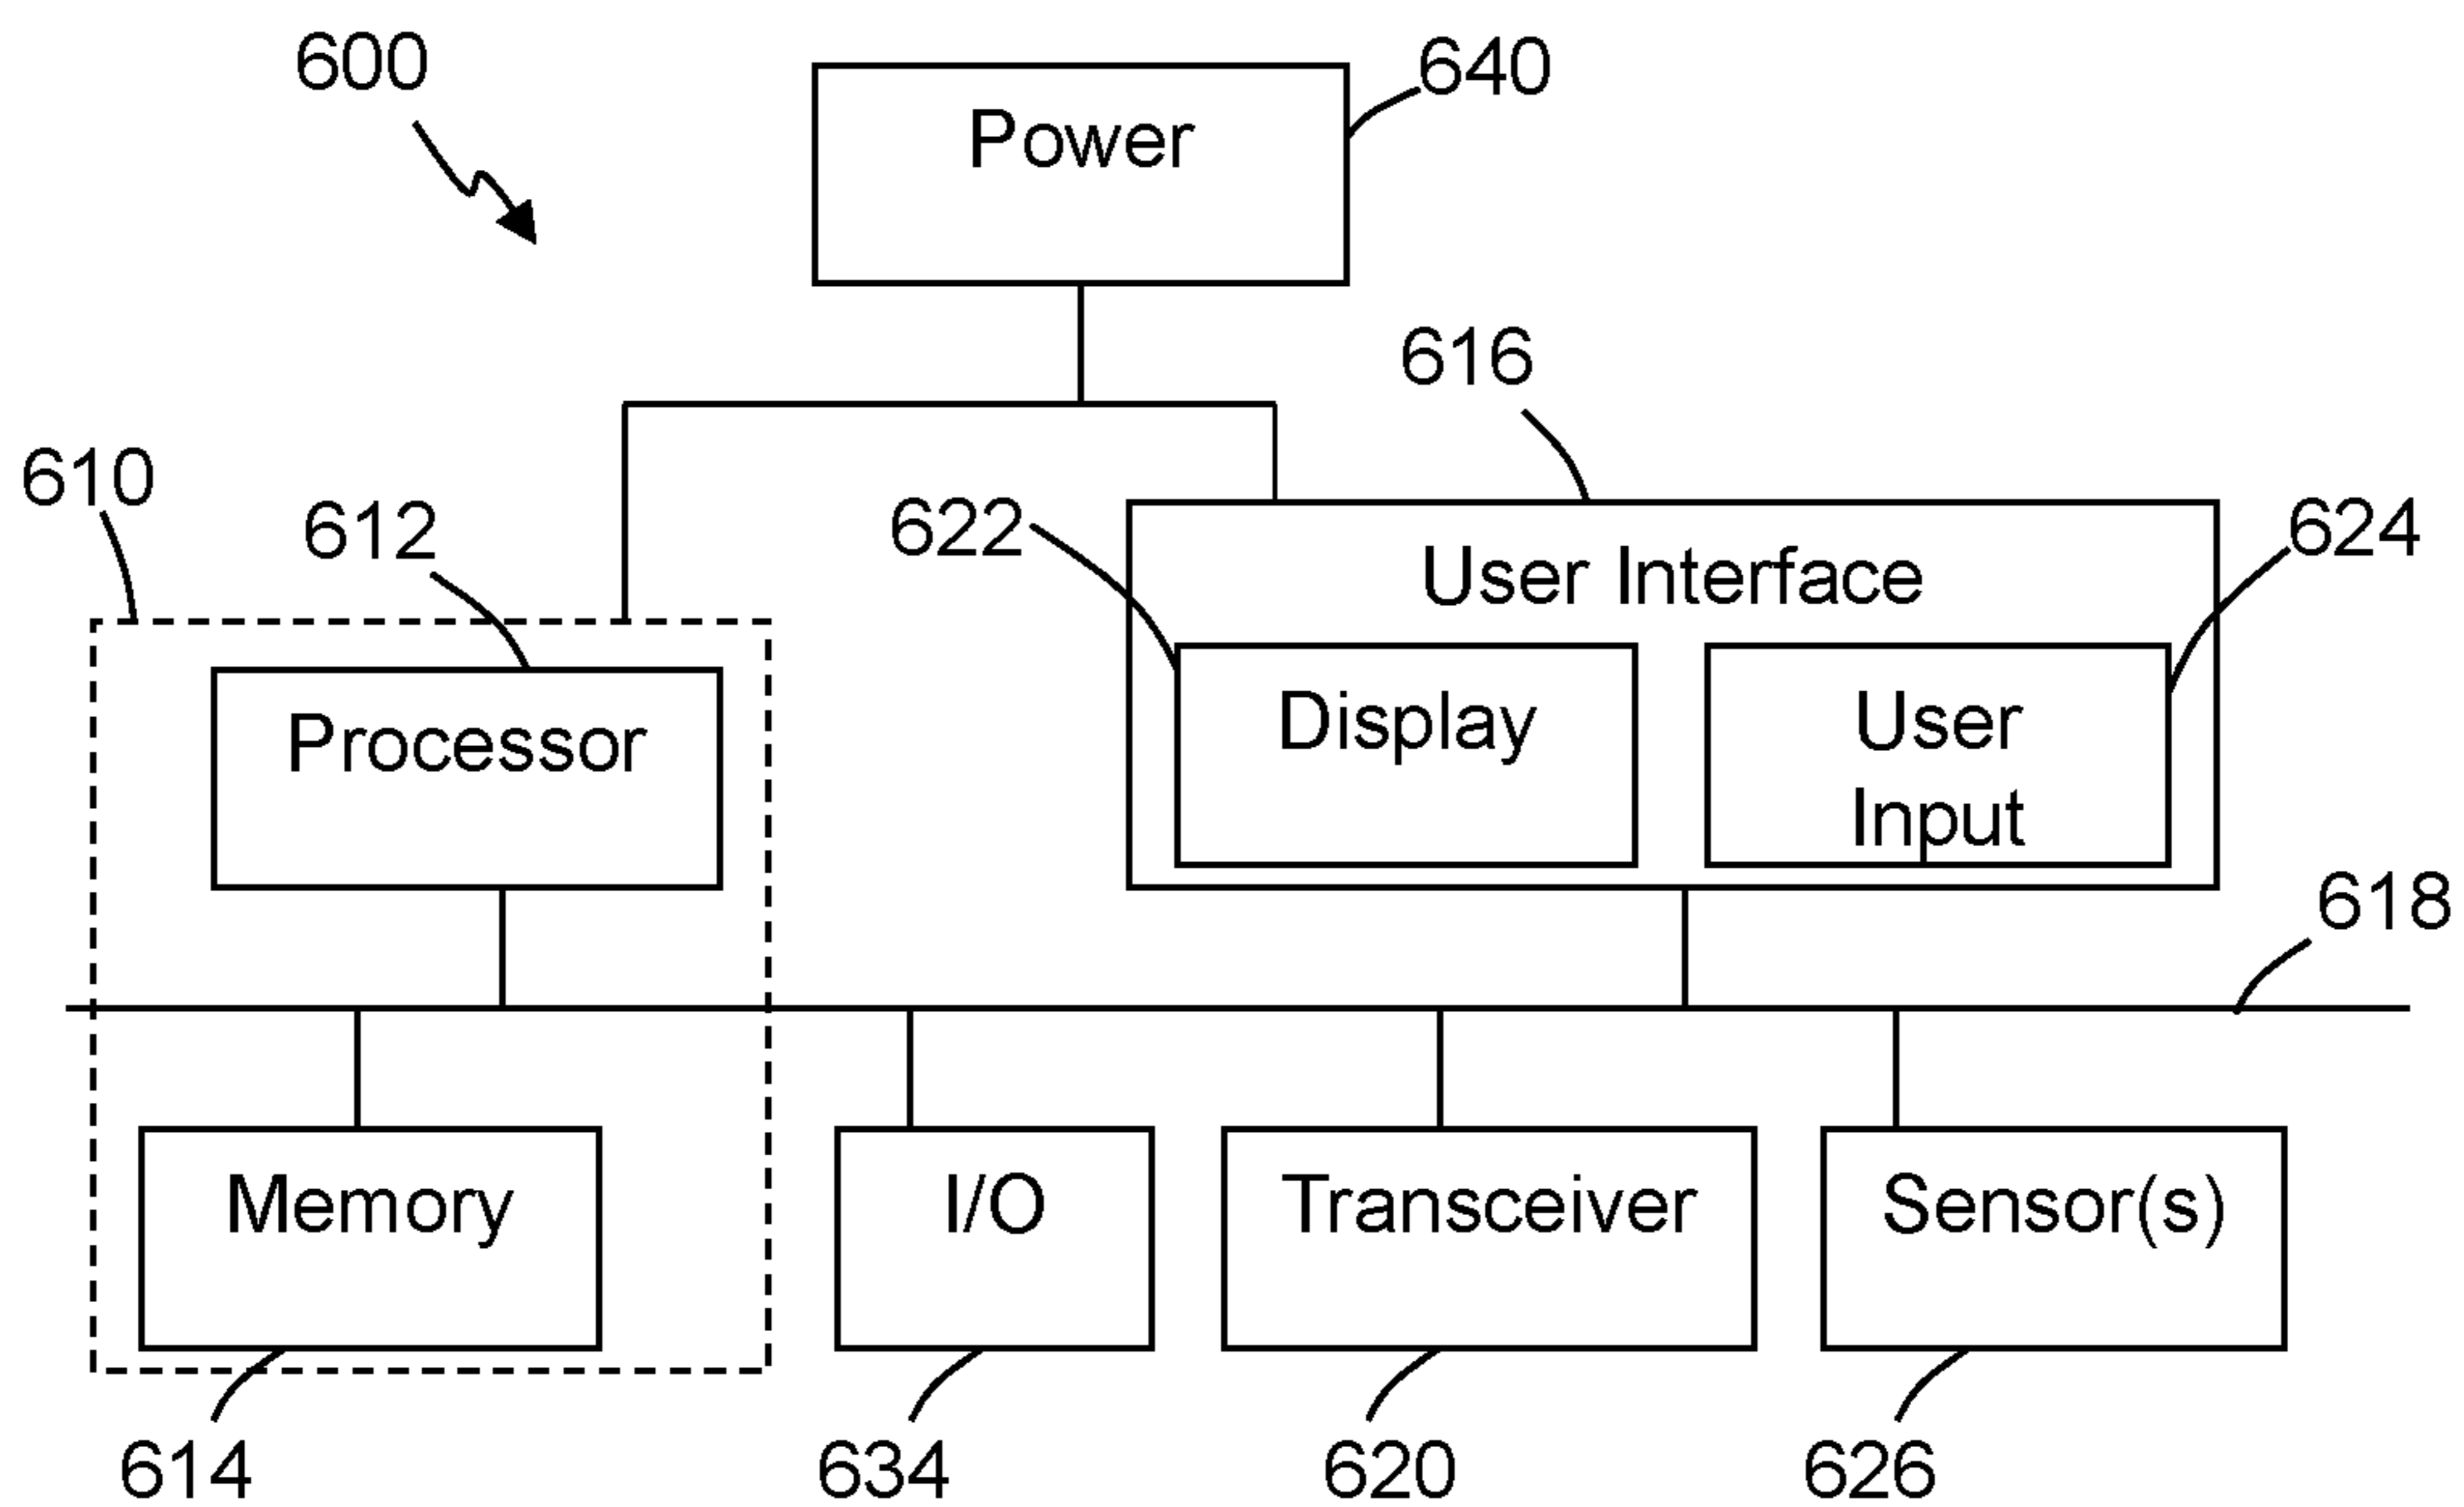 600
640
Power
616
610
612
622
624
User Interface
Processor
Display
User
Input
618
Memory
I/O
Transceiver
Sensor(s)
614
634
620
626